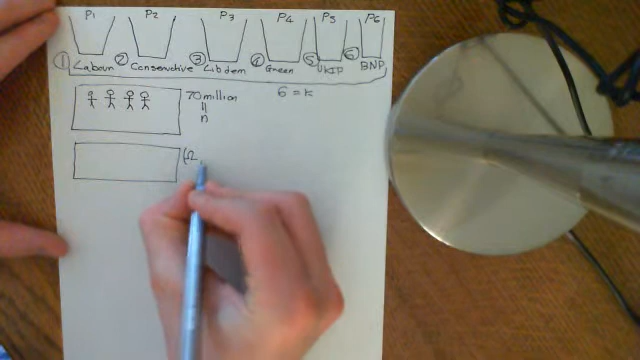 P1 P2 P3 P4 P5 P6
① Labour ② Conservative ③ Lib dem ④ Green ⑤ UKIP ⑥ BNP
70 million 6 = k
||
n
(Ω